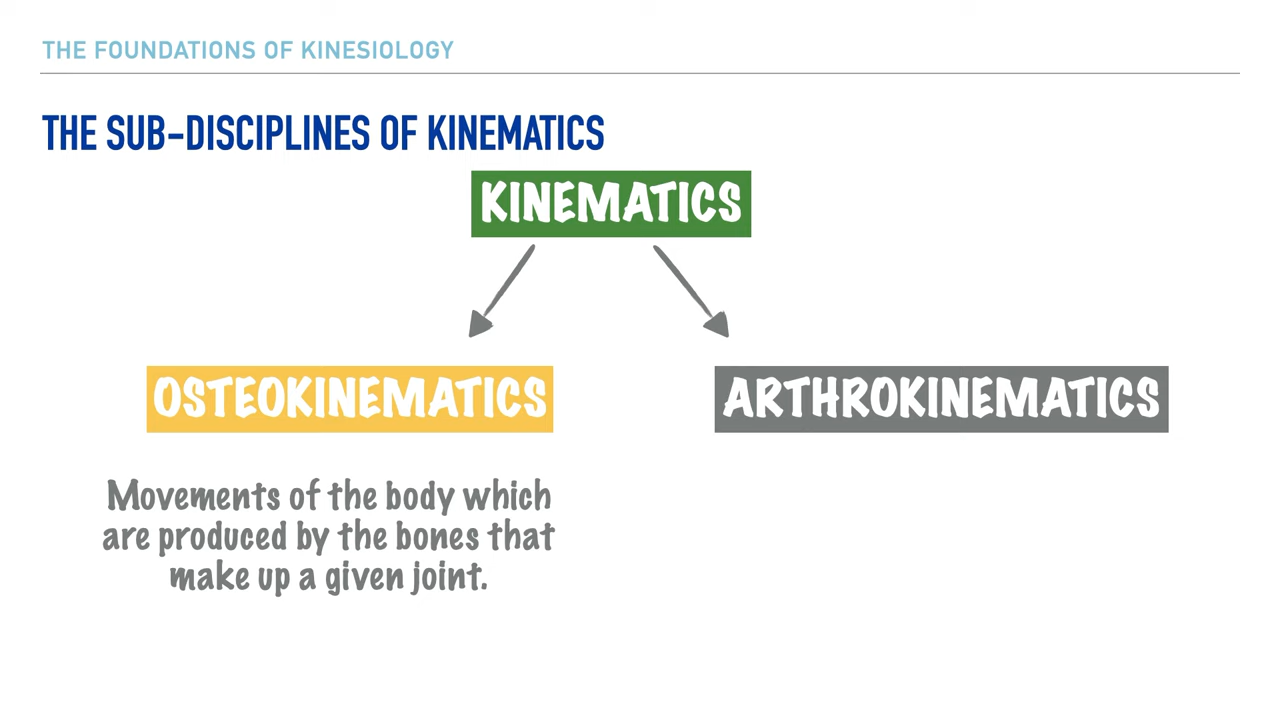 THE FOUNDATIONS OF KINESIOLOGY
THE SUB-DISCIPLINES OF KINEMATICS
KINEMATICS
OSTEOKINEMATICS
ARTHROKINEMATICS
Movements of the body which
are produced by the bones that
make up a given joint.